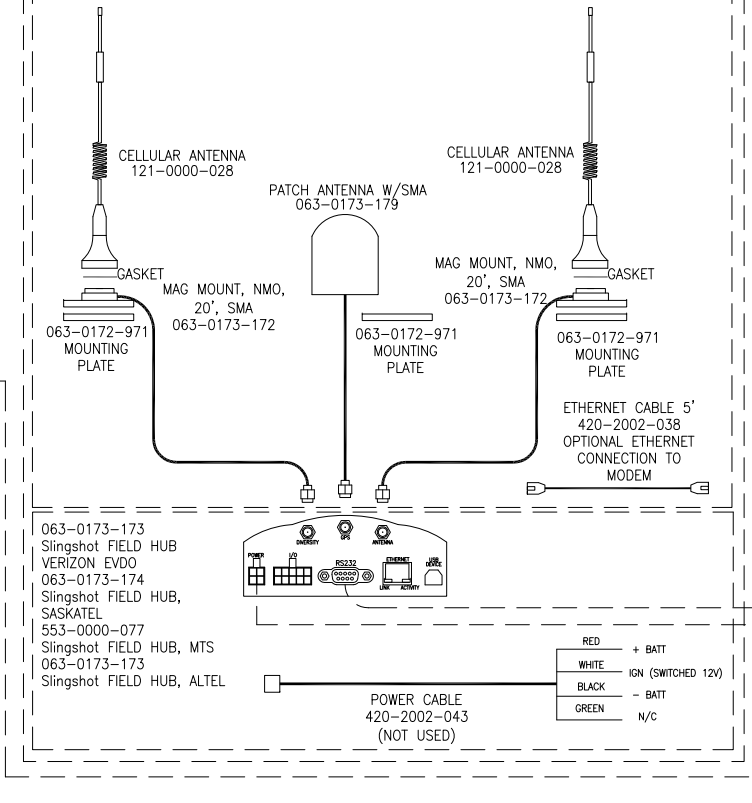 CELLULAR ANTENNA
121-0000-028
CELLULAR ANTENNA
121-0000-028
PATCH ANTENNA W/SMA
063-0173-179
GASKET
MAG MOUNT, NMO,
20', SMA
063-0173-172
MAG MOUNT, NMO,
20', SMA
063-0173-172
GASKET
063-0172-971
MOUNTING
PLATE
063-0172-971
MOUNTING
PLATE
063-0172-971
MOUNTING
PLATE
ETHERNET CABLE 5'
420-2002-038
OPTIONAL ETHERNET
CONNECTION TO
MODEM
063-0173-173
Slingshot FIELD HUB
VERIZON EVDO
063-0173-174
Slingshot FIELD HUB,
SASKATEL
553-0000-077
Slingshot FIELD HUB, MTS
063-0173-173
Slingshot FIELD HUB, ALTEL
DIVERSITY
GPS
ANTENNA
POWER
I/O
RS232
ETHERNET
USB
DEVICE
LINK
ACTIVITY
RED
+ BATT
WHITE
IGN (SWITCHED 12V)
BLACK
- BATT
GREEN
N/C
POWER CABLE
420-2002-043
(NOT USED)